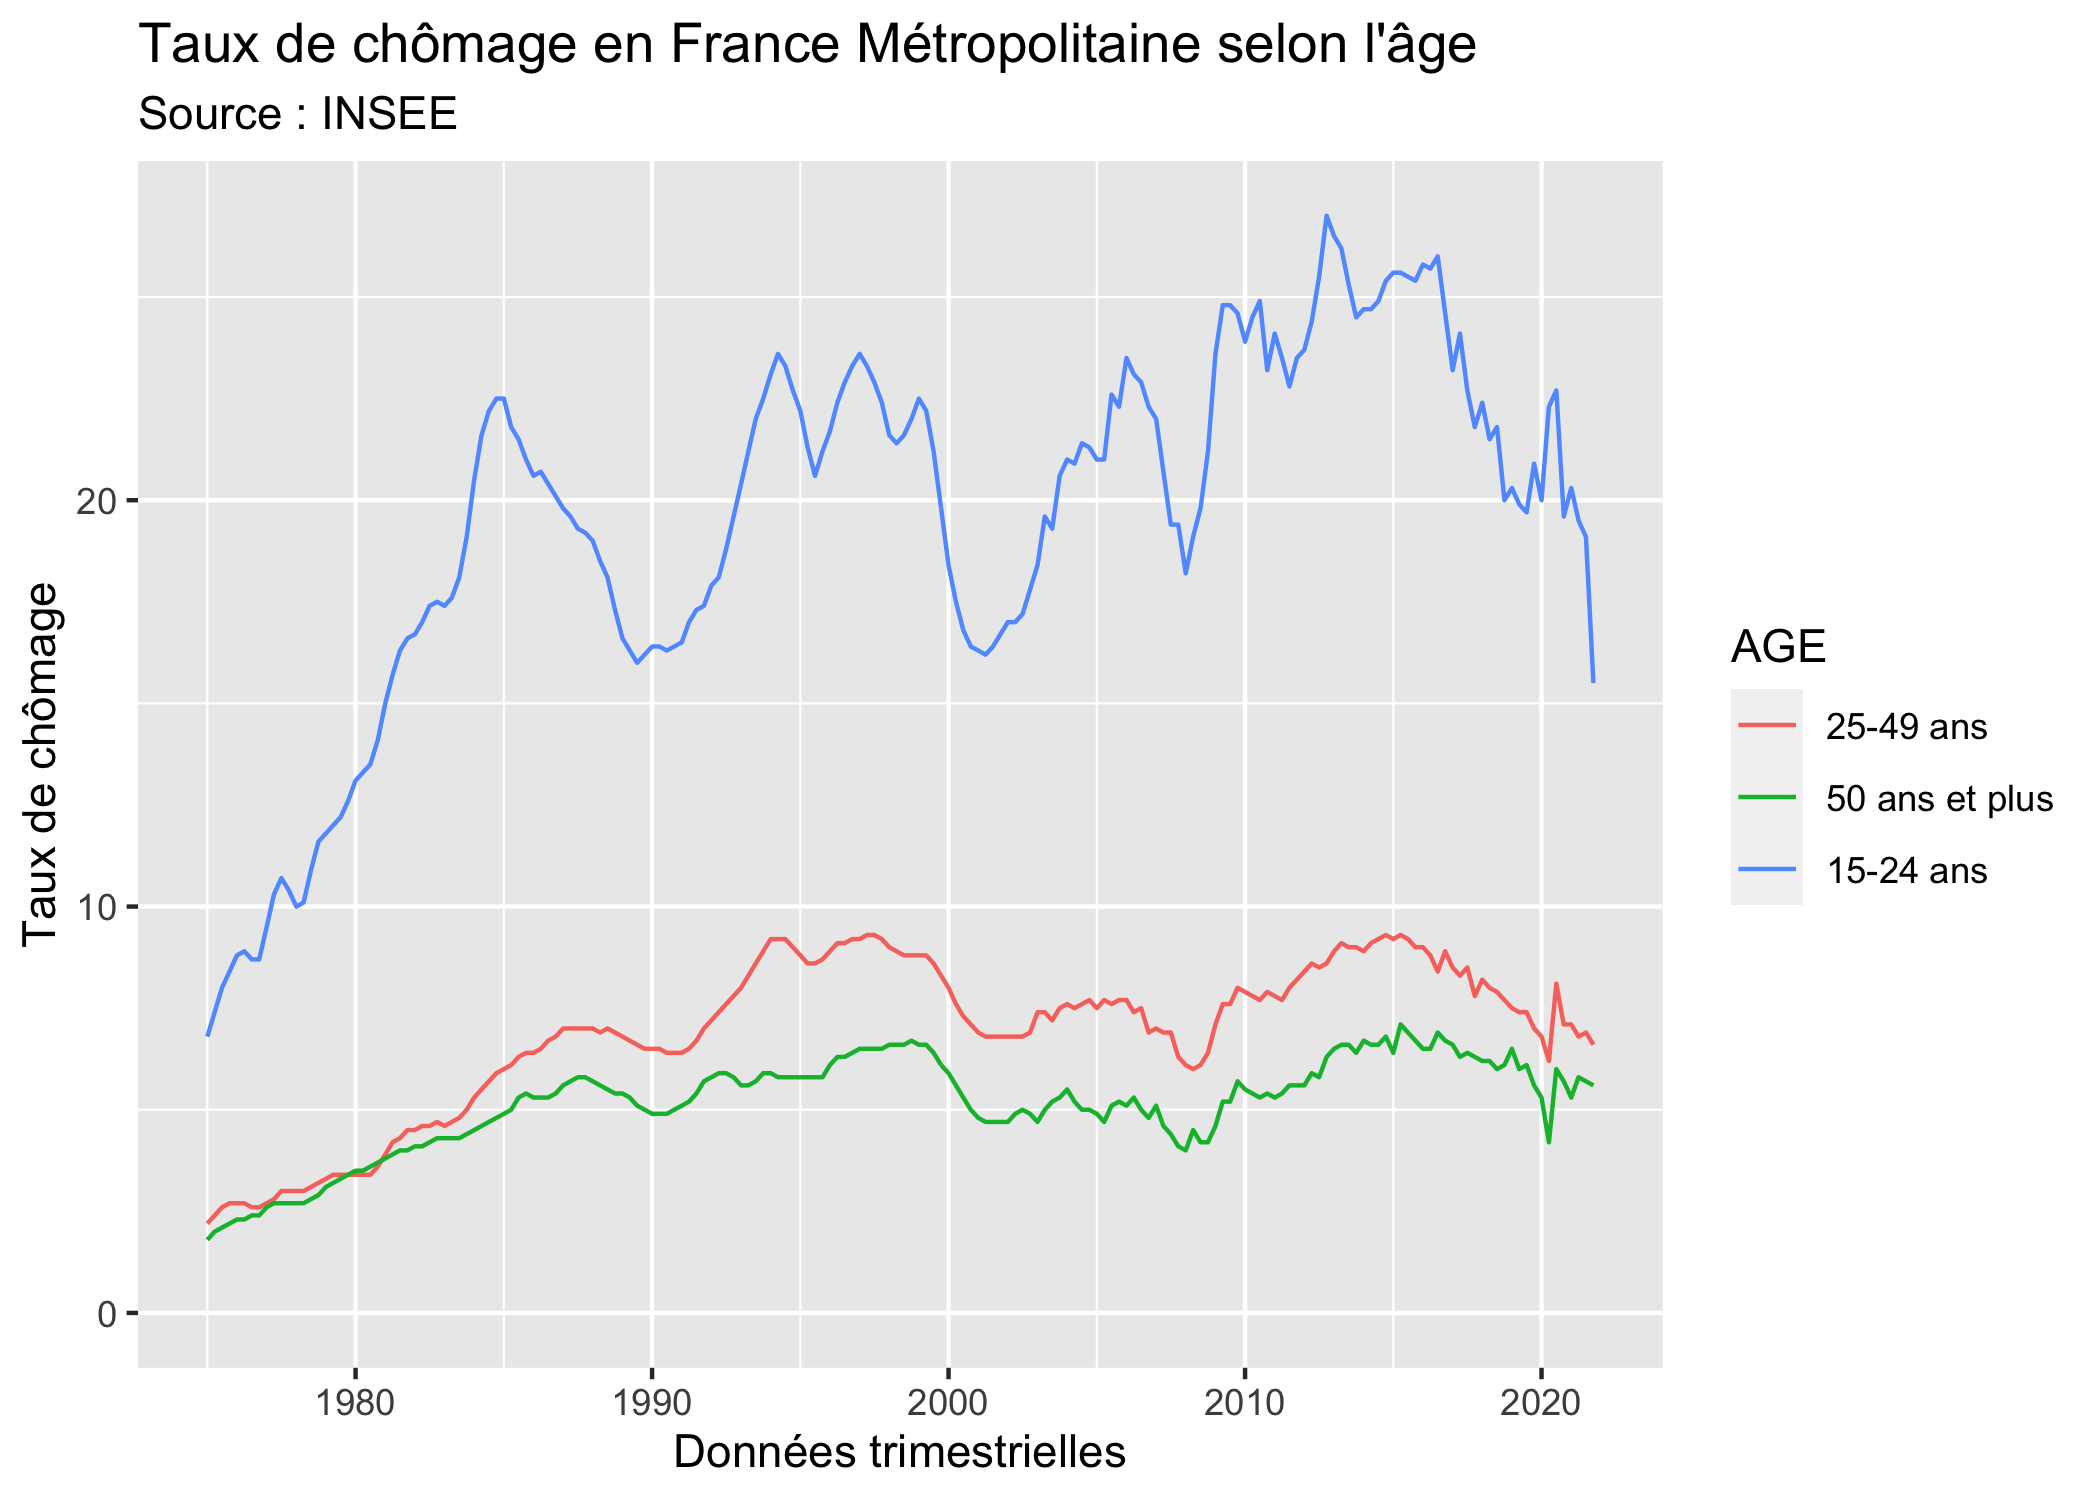 Taux de chômage en France Métropolitaine selon l'âge
Source : INSEE
Taux de chômage
20
10
0
1980
1990
2000
2010
2020
Données trimestrielles
AGE
25-49 ans
50 ans et plus
15-24 ans